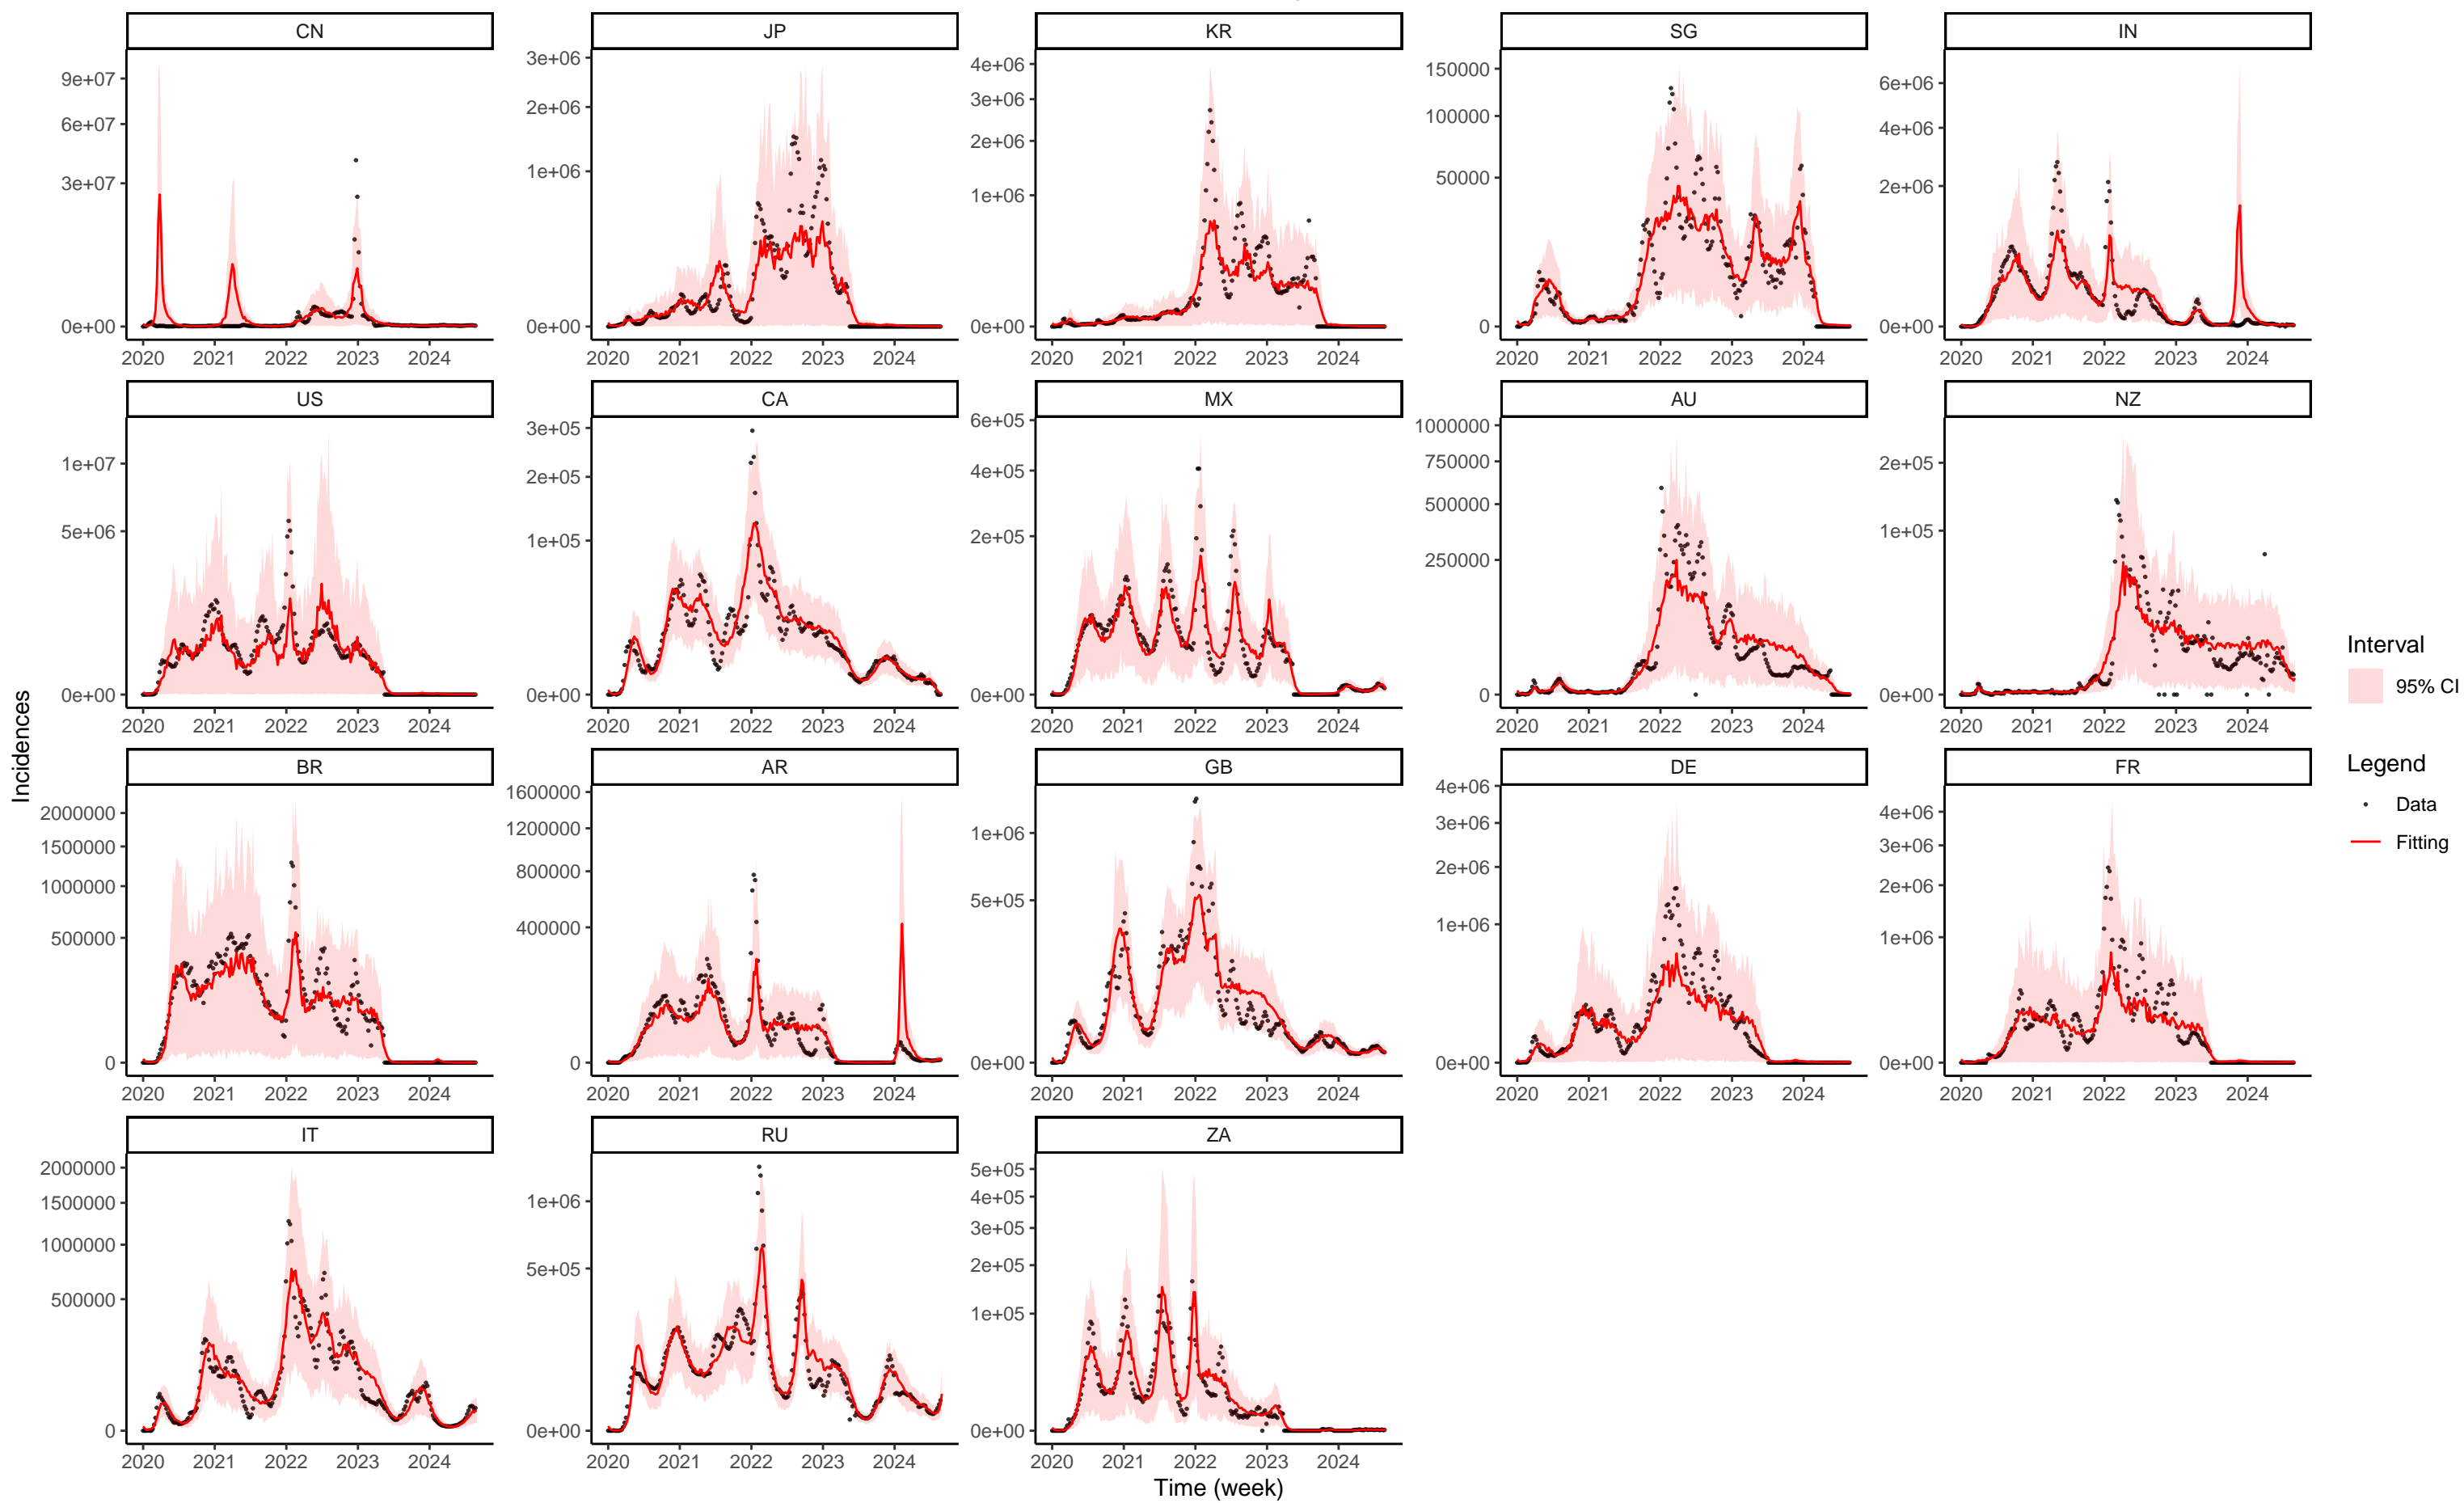 CN
JP
KR
SG
IN
9e+07
6e+07
3e+07
0e+00
3e+06
2e+06
1e+06
0e+00
4e+06
3e+06
2e+06
1e+06
0e+00
150000
100000
50000
0
6e+06
4e+06
2e+06
0e+00
2020 2021 2022 2023 2024
2020 2021 2022 2023 2024
2020 2021 2022 2023 2024
2020 2021 2022 2023 2024
2020 2021 2022 2023 2024
US
CA
MX
AU
NZ
1e+07
5e+06
0e+00
3e+05
2e+05
1e+05
0e+00
6e+05
4e+05
2e+05
0e+00
1000000
750000
500000
250000
0
2e+05
1e+05
0e+00
2020 2021 2022 2023 2024
2020 2021 2022 2023 2024
2020 2021 2022 2023 2024
2020 2021 2022 2023 2024
2020 2021 2022 2023 2024
BR
AR
GB
DE
FR
2000000
1500000
1000000
500000
0
1600000
1200000
800000
400000
0
1e+06
5e+05
0e+00
4e+06
3e+06
2e+06
1e+06
0e+00
4e+06
3e+06
2e+06
1e+06
0e+00
2020 2021 2022 2023 2024
2020 2021 2022 2023 2024
2020 2021 2022 2023 2024
2020 2021 2022 2023 2024
2020 2021 2022 2023 2024
IT
RU
ZA
2000000
1500000
1000000
500000
0
1e+06
5e+05
0e+00
5e+05
4e+05
3e+05
2e+05
1e+05
0e+00
2020 2021 2022 2023 2024
2020 2021 2022 2023 2024
2020 2021 2022 2023 2024
Time (week)
Incidences
Interval
95% CI
Legend
Data
Fitting